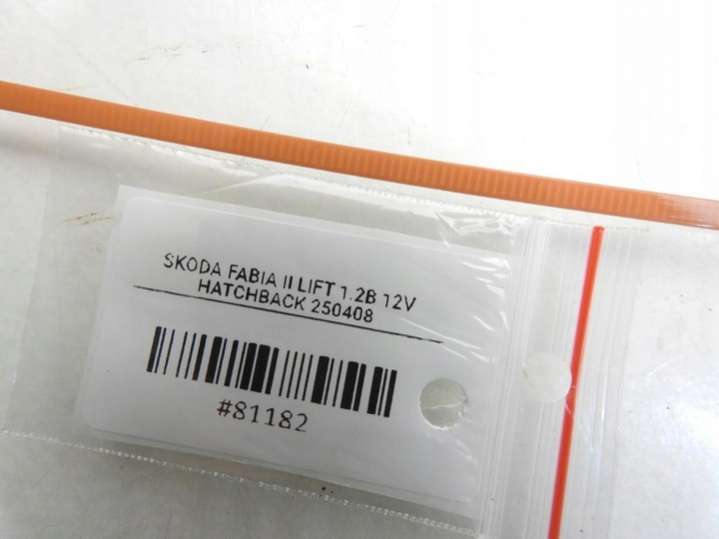 SKODA FABIA II LIFT 1.2B 12V
HATCHBACK 250408
#81182